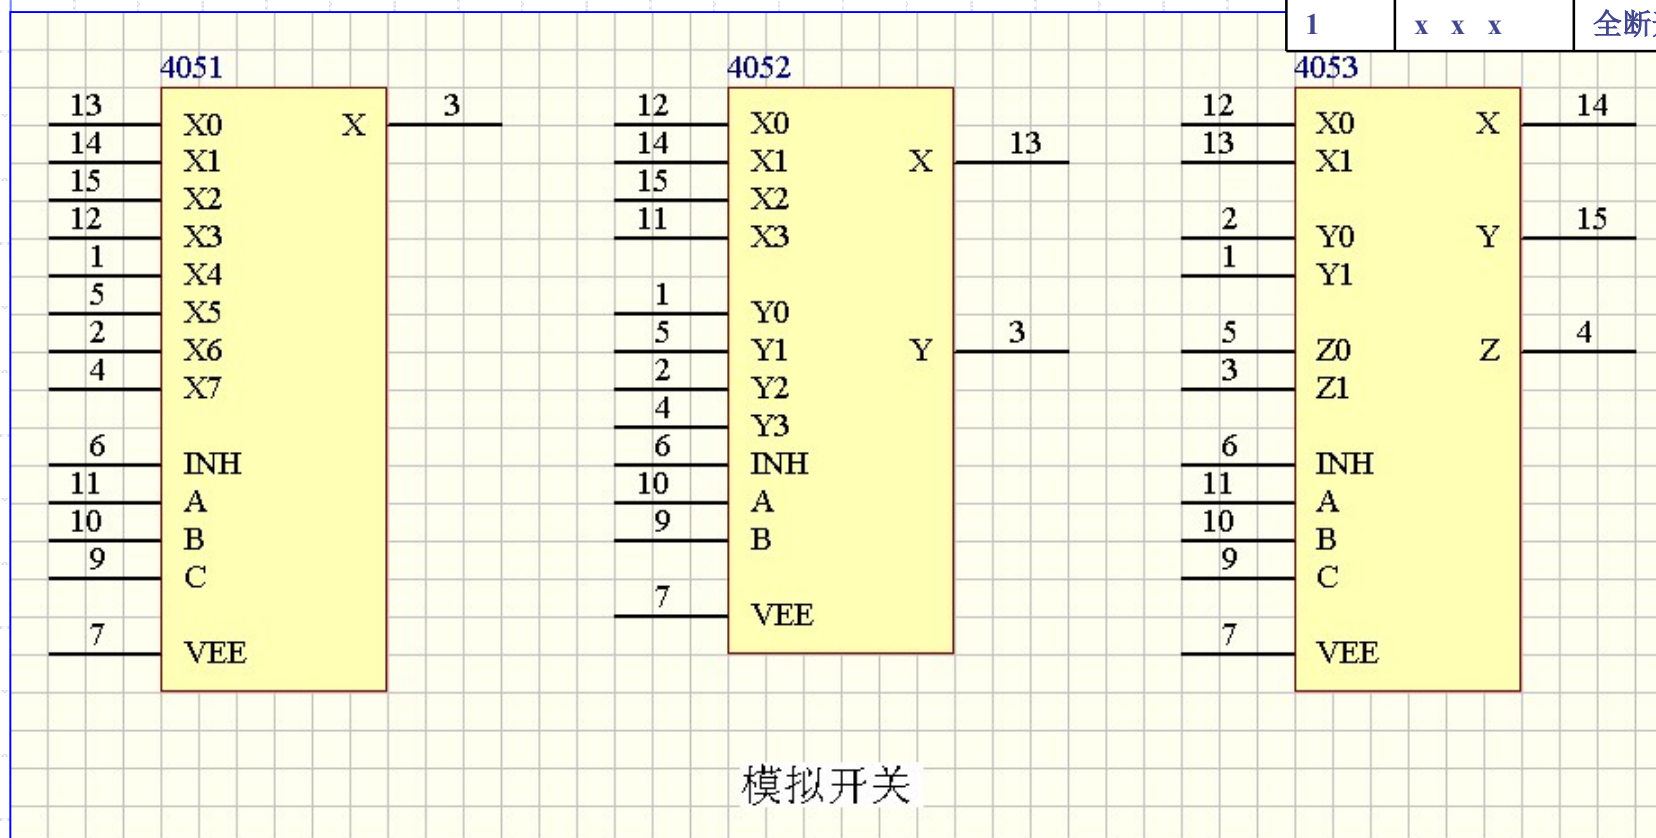 1 x x x 全断
4051 4052 4053
13 X0 X 3
14 X1
15 X2
12 X3
1 X4
5 X5
2 X6
4 X7
6 INH
11 A
10 B
9 C
7 VEE
12 X0
14 X1 X 13
15 X2
11 X3
1 Y0
5 Y1 Y 3
2 Y2
4 Y3
6 INH
10 A
9 B
7 VEE
12 X0 X 14
13 X1
2 Y0 Y 15
1 Y1
5 Z0 Z 4
3 Z1
6 INH
11 A
10 B
9 C
7 VEE
模拟开关